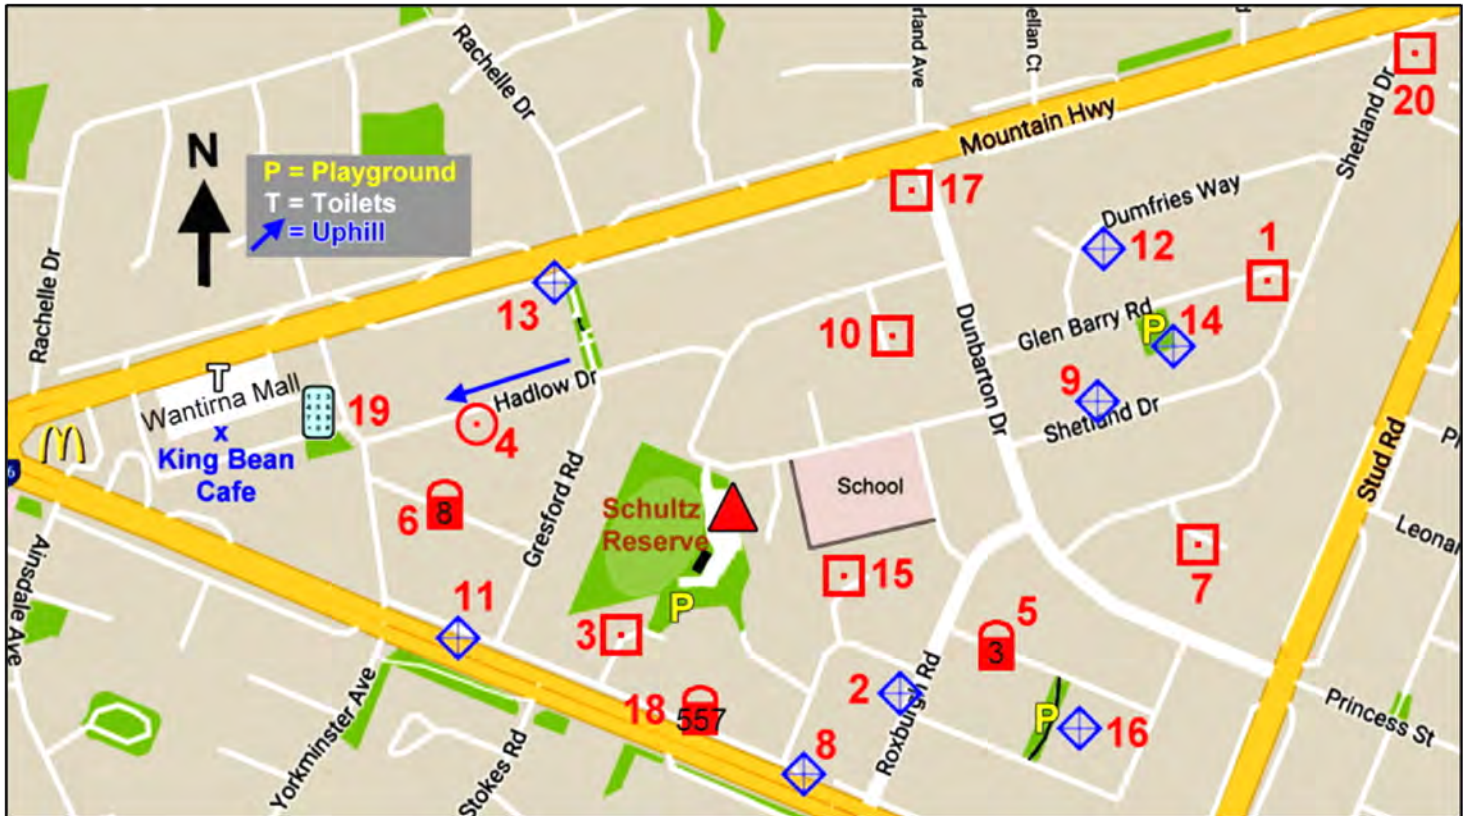 rland Ave
ellan Ct
d
Rachelle Dr
Mountain Hwy
Shetland Dr
20
N
P = Playground
T = Toilets
= Uphill
17
Dumfries Way
12
1
Rachelle Dr
13
10
Dunbarton Dr
Glen Barry Rd
P
14
T
Wantirna Mall
x
King Bean
Cafe
19
Hadlow Dr
4
9
Shetland Dr
Stud Rd
6
8
Gresford Rd
Schultz
Reserve
School
Leonar
Ainsdale Ave
11
3
P
15
7
5
3
18
557
2
Roxburgh Rd
P
16
8
Princess St
Yorkminster Ave
Stokes Rd